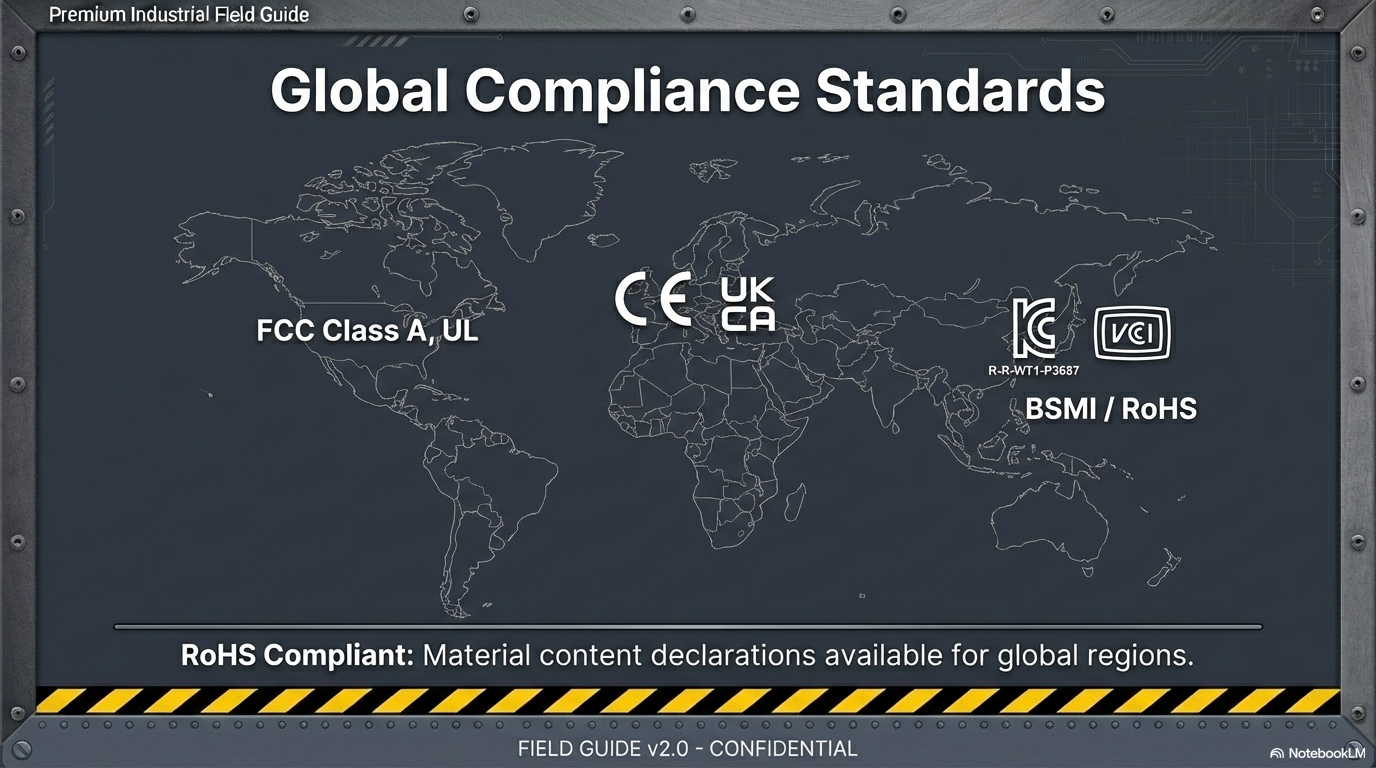 Premium Industrial Field Guide
Global Compliance Standards
FCC Class A, UL
CE
UK
CA
KC
VCI
R-R-WT1-P3687
BSMI / RoHS
RoHS Compliant: Material content declarations available for global regions.
FIELD GUIDE v2.0 - CONFIDENTIAL
NotebookLM